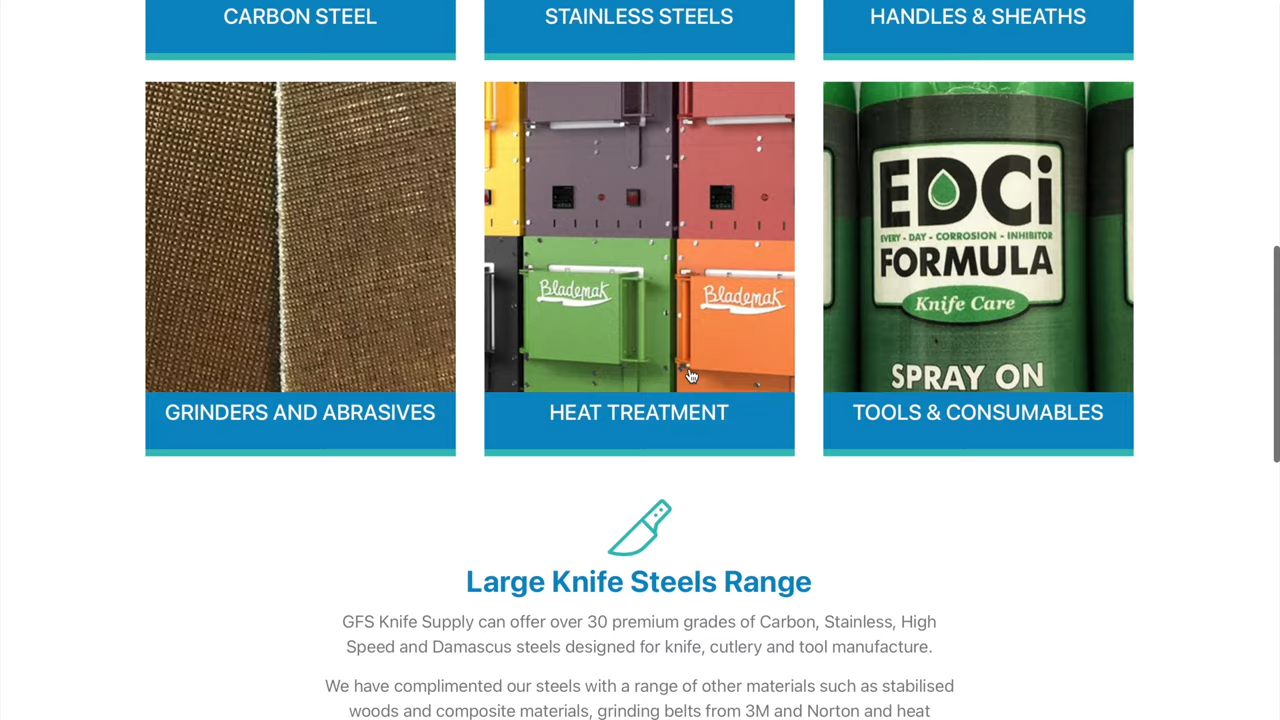 CARBON STEEL
STAINLESS STEELS
HANDLES & SHEATHS
Blademak
Blademak
EDCi
EVERY - DAY - CORROSION - INHIBITOR
FORMULA
Knife Care
SPRAY ON
GRINDERS AND ABRASIVES
HEAT TREATMENT
TOOLS & CONSUMABLES
Large Knife Steels Range
GFS Knife Supply can offer over 30 premium grades of Carbon, Stainless, High
Speed and Damascus steels designed for knife, cutlery and tool manufacture.
We have complimented our steels with a range of other materials such as stabilised
woods and composite materials, grinding belts from 3M and Norton and heat